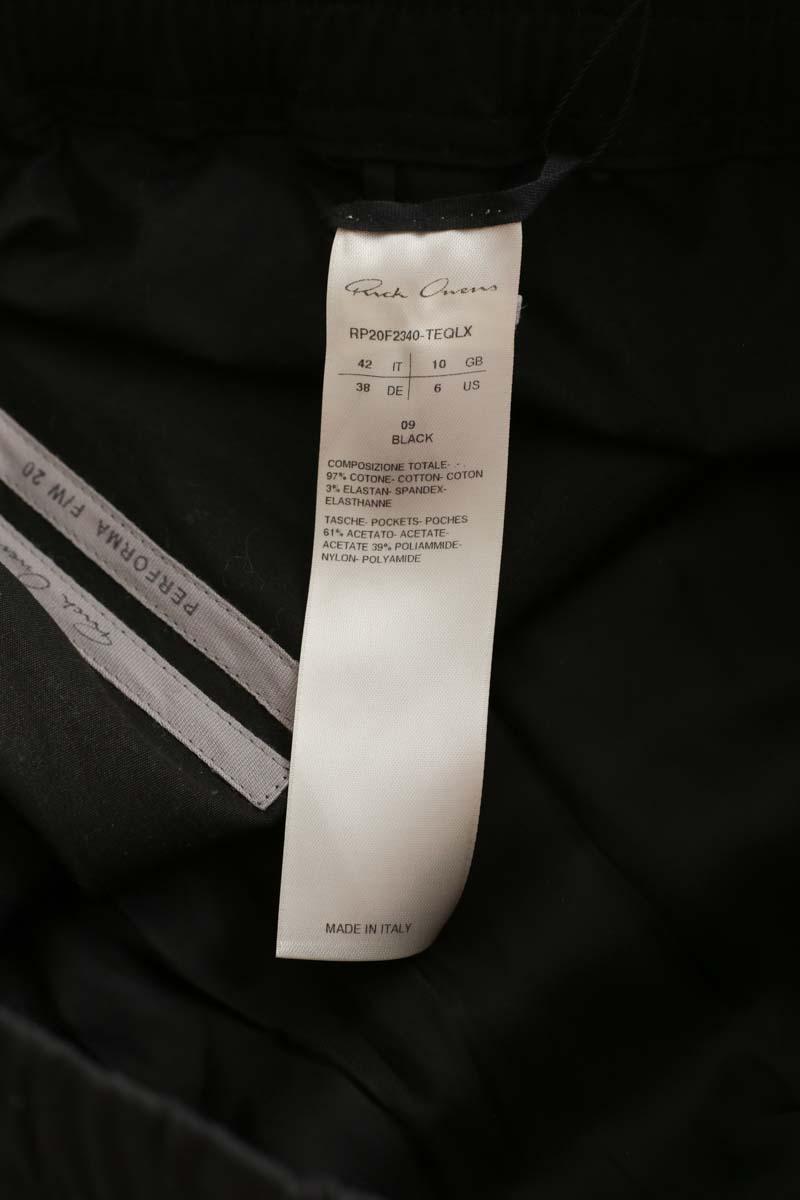 Rick Owens
RP20F2340-TEQLX
42 IT 10 GB
38 DE 6 US
09
BLACK
COMPOSIZIONE TOTALE- - -
97% COTONE- COTTON- COTON
3% ELASTAN- SPANDEX-
ELASTHANNE
TASCHE- POCKETS- POCHES
61% ACETATO- ACETATE-
ACETATE 39% POLIAMMIDE-
NYLON- POLYAMIDE
MADE IN ITALY
PERFORMA F/W 20
Rick Owens